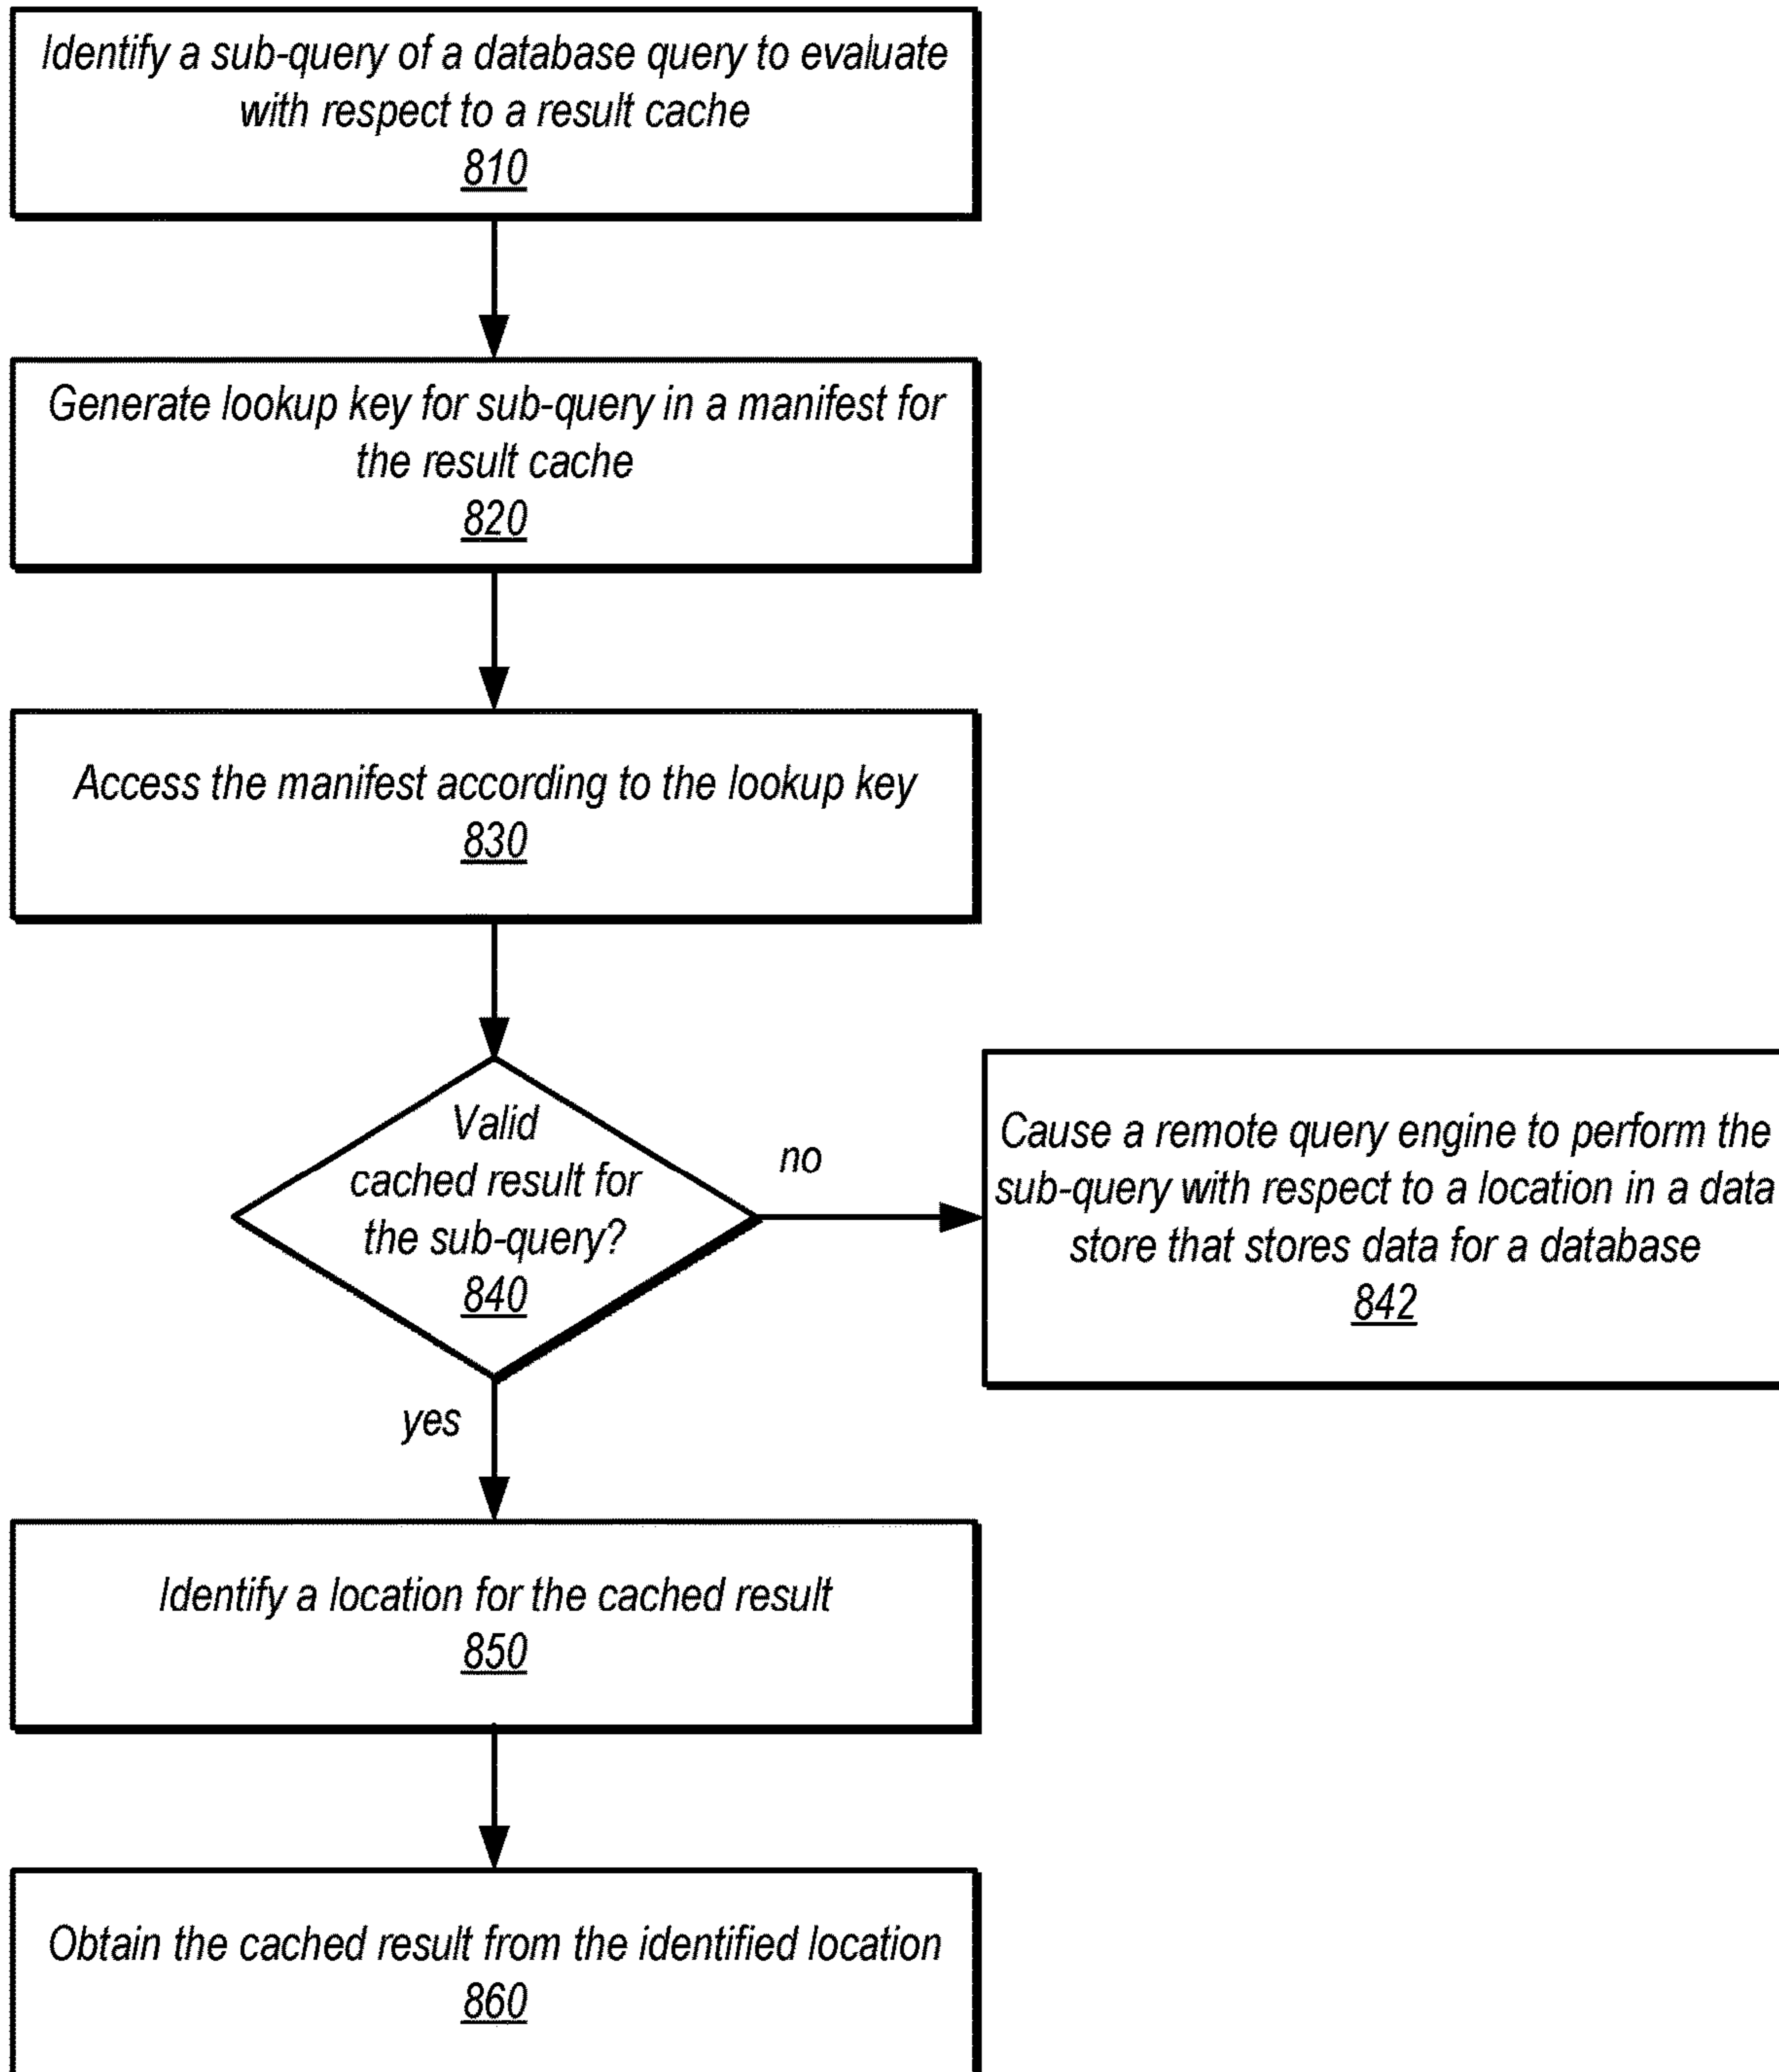 Identify a sub-query of a database query to evaluate
with respect to a result cache
810
Generate lookup key for sub-query in a manifest for
the result cache
820
Access the manifest according to the lookup key
830
Valid
cached result for
the sub-query?
840
no
Cause a remote query engine to perform the
sub-query with respect to a location in a data
store that stores data for a database
842
yes
Identify a location for the cached result
850
Obtain the cached result from the identified location
860